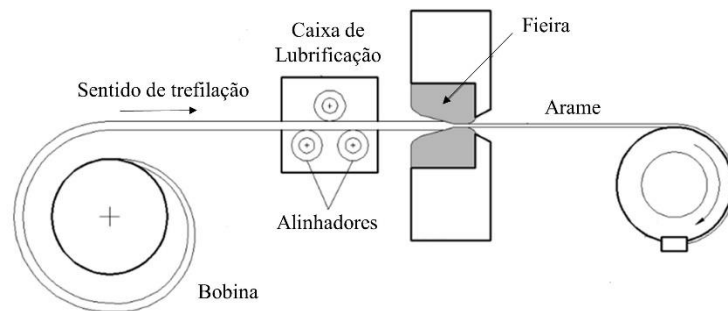 Caixa de
Lubrificação
Fieira
Sentido de trefilação
Arame
Alinhadores
Bobina